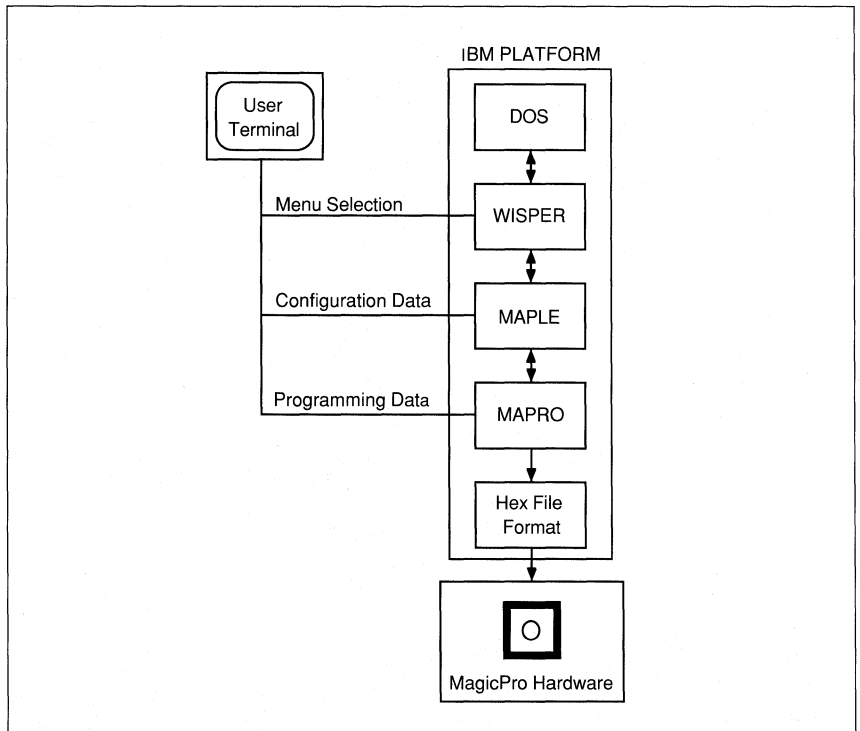 IBM PLATFORM
User
Terminal
DOS
Menu Selection
WISPER
Configuration Data
MAPLE
Programming Data
MAPRO
Hex File
Format
MagicPro Hardware